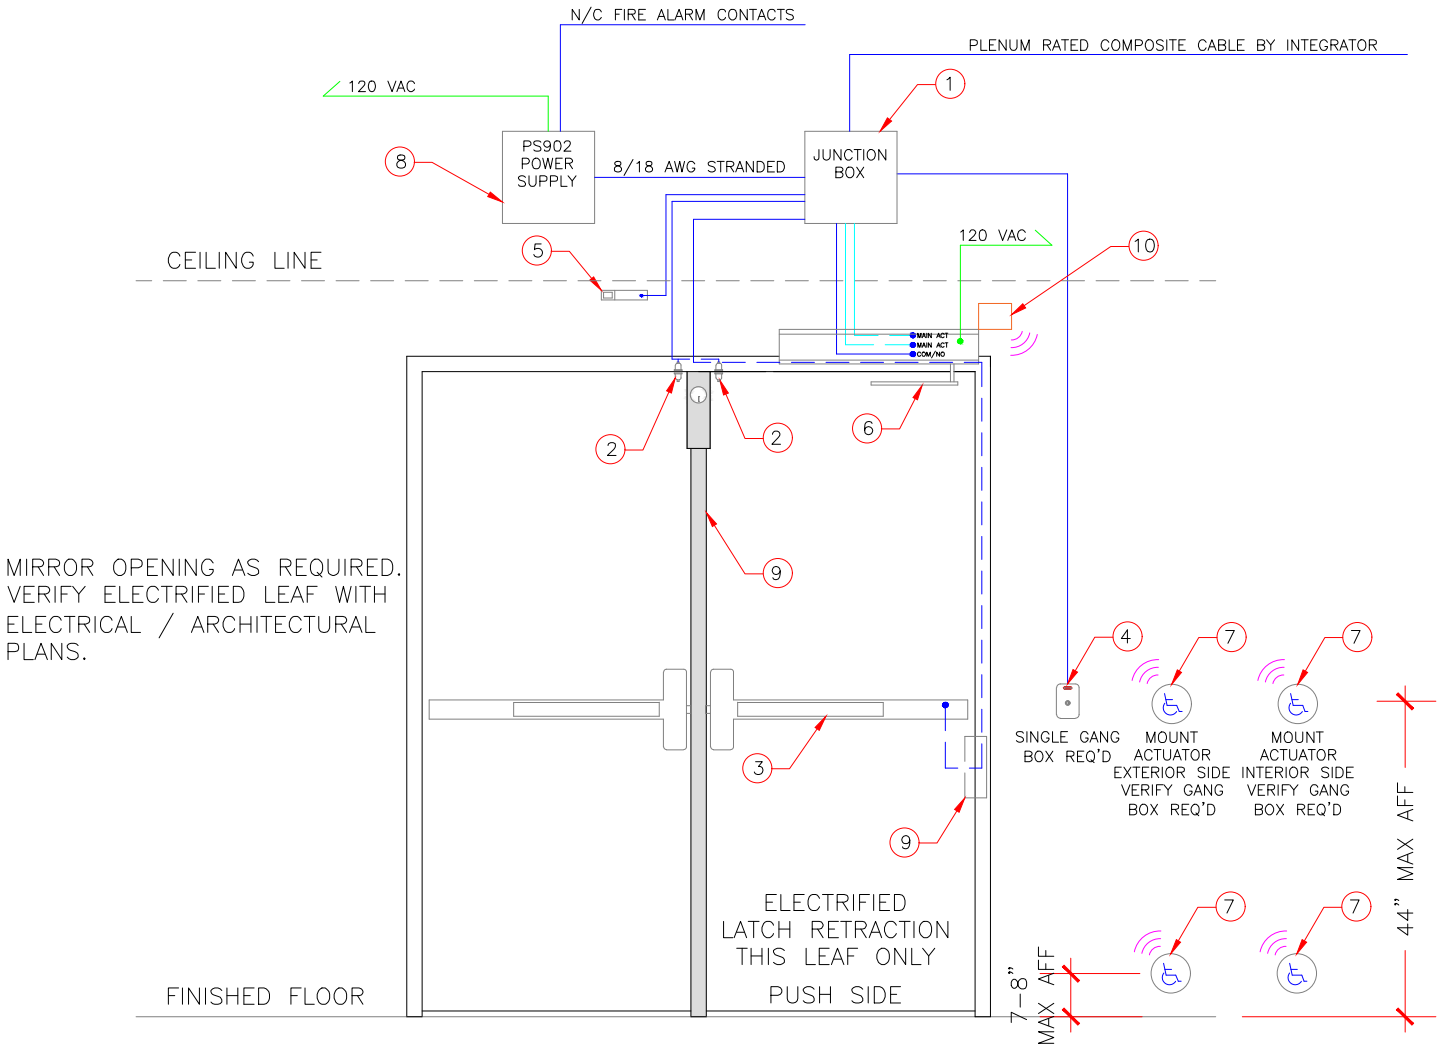 N/C FIRE ALARM CONTACTS
PLENUM RATED COMPOSITE CABLE BY INTEGRATOR
120 VAC
1
PS902
POWER
SUPPLY
8
8/18 AWG STRANDED
JUNCTION
BOX
CEILING LINE
5
120 VAC
10
MAIN ACT
MAIN ACT
COM/NO
2
2
6
MIRROR OPENING AS REQUIRED.
VERIFY ELECTRIFIED LEAF WITH
ELECTRICAL / ARCHITECTURAL
PLANS.
9
4
7
7
SINGLE GANG
BOX REQ'D
MOUNT
ACTUATOR
EXTERIOR SIDE
VERIFY GANG
BOX REQ'D
MOUNT
ACTUATOR
INTERIOR SIDE
VERIFY GANG
BOX REQ'D
3
9
44" MAX AFF
ELECTRIFIED
LATCH RETRACTION
THIS LEAF ONLY
PUSH SIDE
7
7
7-8"
MAX AFF
FINISHED FLOOR